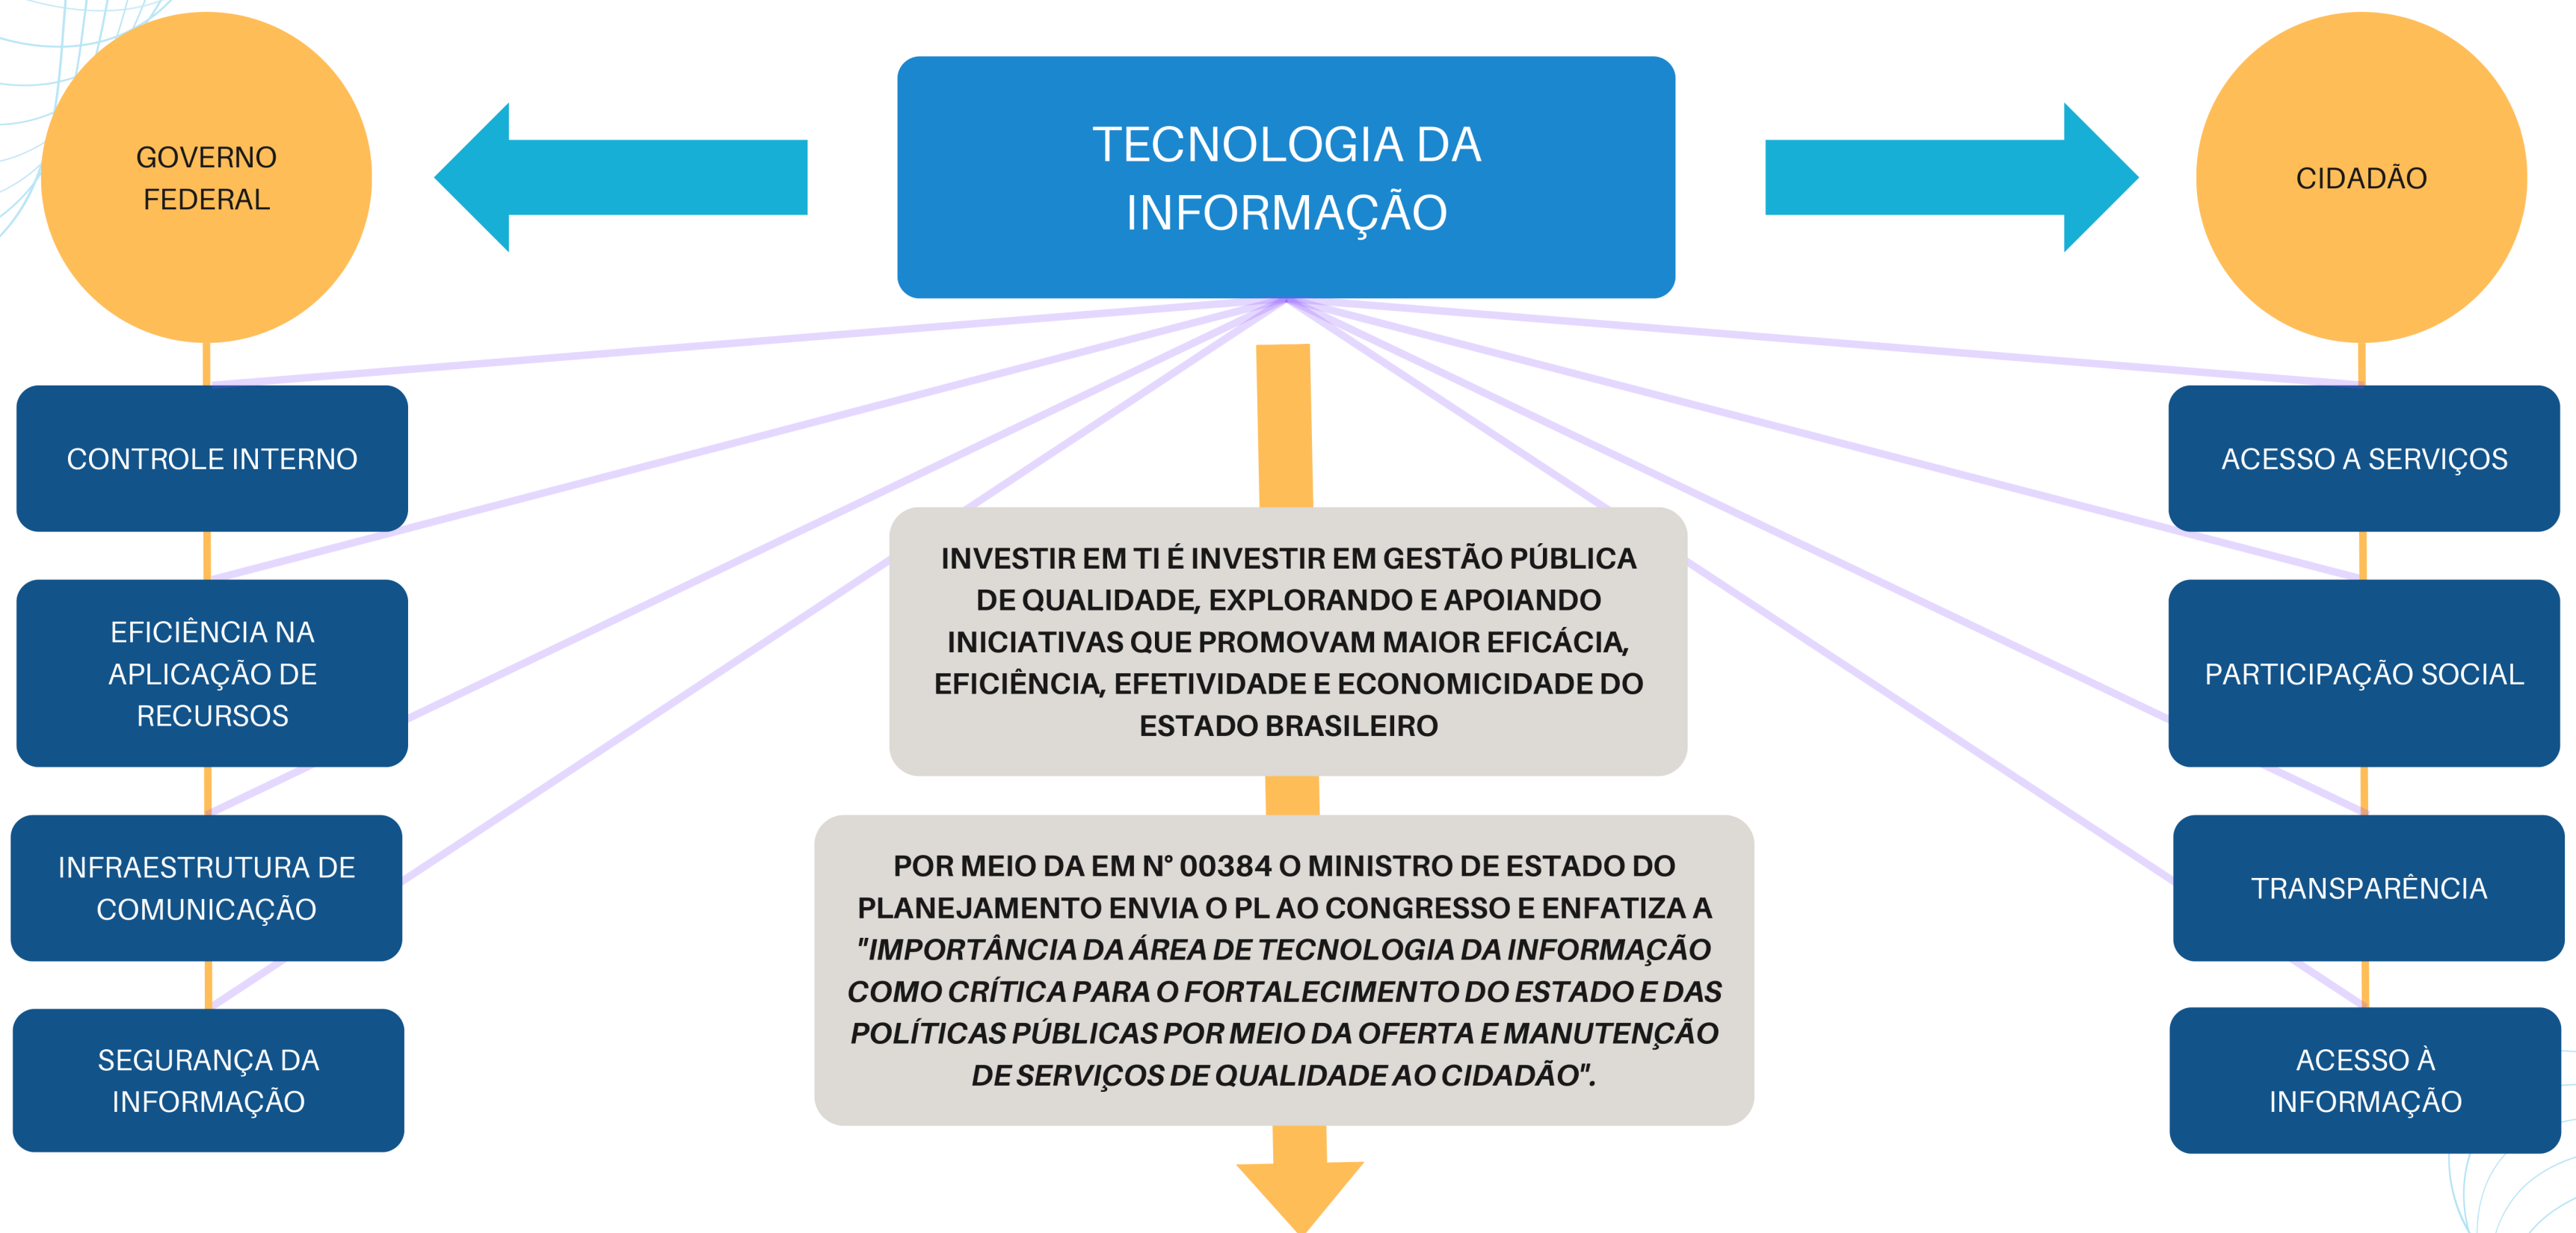 GOVERNO
FEDERAL
TECNOLOGIA DA
INFORMAÇÃO
CIDADÃO
CONTROLE INTERNO
EFICIÊNCIA NA
APLICAÇÃO DE
RECURSOS
INFRAESTRUTURA DE
COMUNICAÇÃO
SEGURANÇA DA
INFORMAÇÃO
INVESTIR EM TI É INVESTIR EM GESTÃO PÚBLICA
DE QUALIDADE, EXPLORANDO E APOIANDO
INICIATIVAS QUE PROMOVAM MAIOR EFICÁCIA,
EFICIÊNCIA, EFETIVIDADE E ECONOMICIDADE DO
ESTADO BRASILEIRO
POR MEIO DA EM N° 00384 O MINISTRO DE ESTADO DO
PLANEJAMENTO ENVIA O PL AO CONGRESSO E ENFATIZA A
"IMPORTÂNCIA DA ÁREA DE TECNOLOGIA DA INFORMAÇÃO
COMO CRÍTICA PARA O FORTALECIMENTO DO ESTADO E DAS
POLÍTICAS PÚBLICAS POR MEIO DA OFERTA E MANUTENÇÃO
DE SERVIÇOS DE QUALIDADE AO CIDADÃO".
ACESSO A SERVIÇOS
PARTICIPAÇÃO SOCIAL
TRANSPARÊNCIA
ACESSO À
INFORMAÇÃO